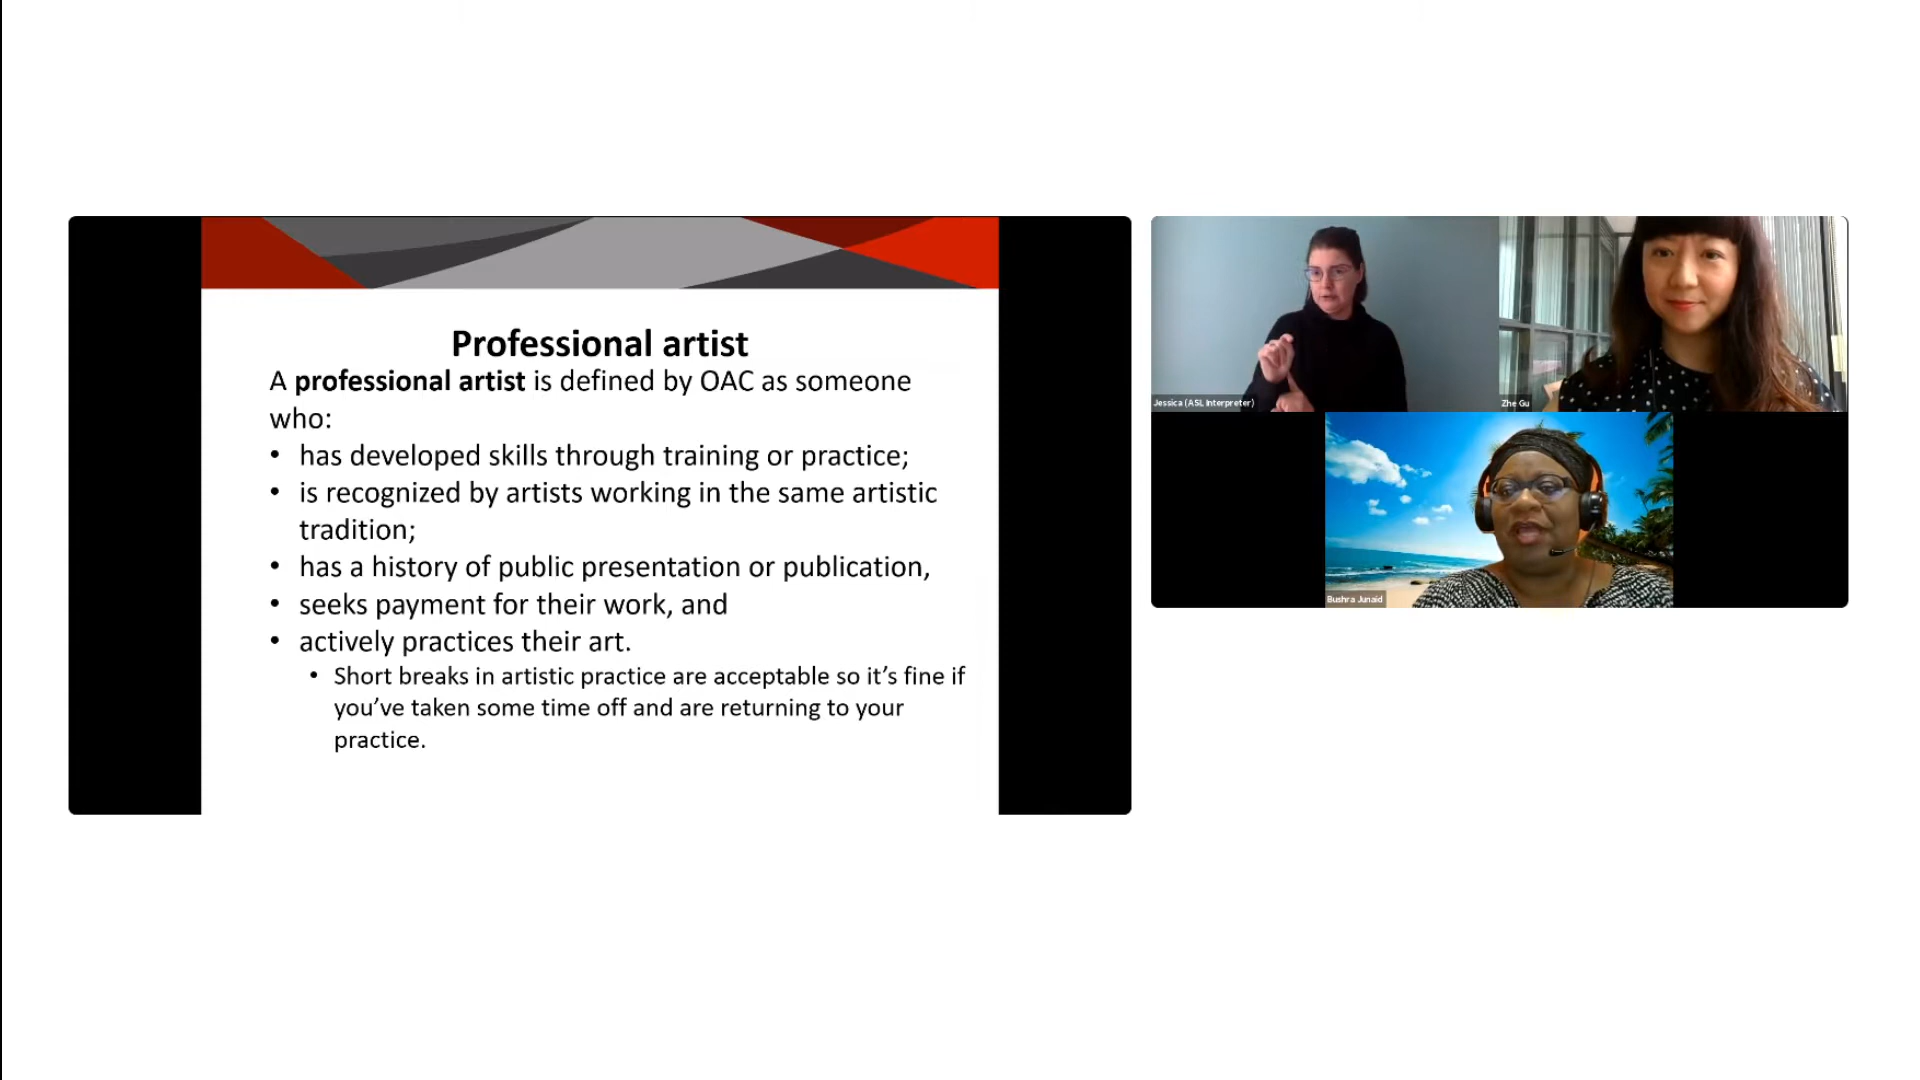 Professional artist
A professional artist is defined by OAC as someone
who:
• has developed skills through training or practice;
• is recognized by artists working in the same artistic
tradition;
• has a history of public presentation or publication,
• seeks payment for their work, and
• actively practices their art.
• Short breaks in artistic practice are acceptable so it’s fine if
you’ve taken some time off and are returning to your
practice.
Jessica (ASL Interpreter)
Zhe Gu
Bushra Junaid